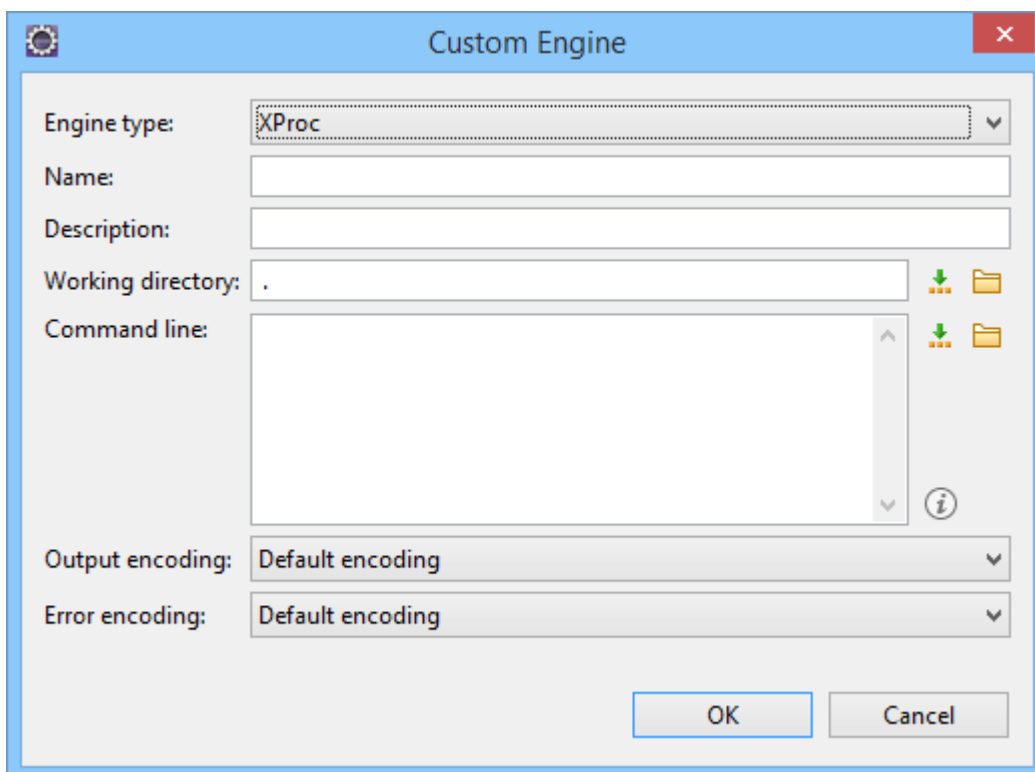 Custom Engine
Engine type: XProc
Name:
Description:
Working directory: .
Command line:
i
Output encoding: Default encoding
Error encoding: Default encoding
OK Cancel